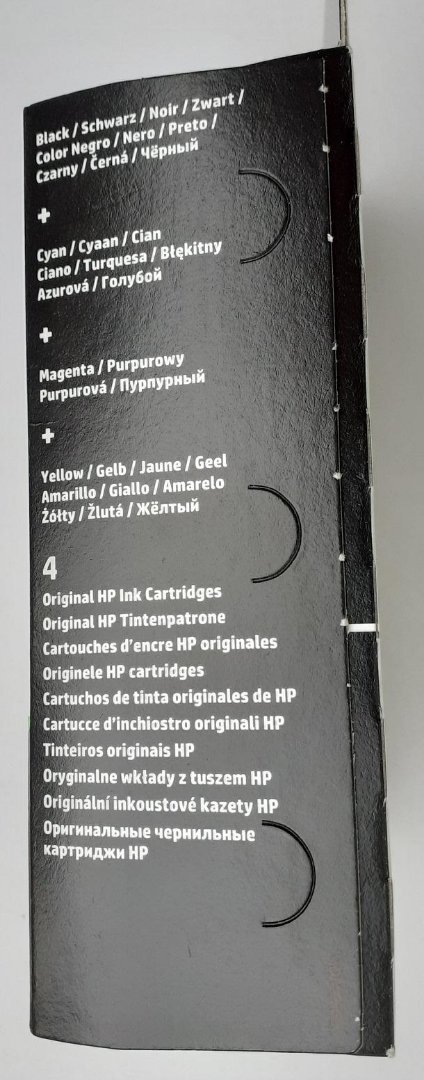 Black / Schwarz / Noir / Zwart /
Color Negro / Nero / Preto /
Czarny / Černá / Чёрный
+
Cyan / Cyaan / Cian
Ciano / Turquesa / Błękitny
Azurová / Голубой
+
Magenta / Purpurowy
Purpurová / Пурпурный
+
Yellow / Gelb / Jaune / Geel
Amarillo / Giallo / Amarelo
Żółty / Žlutá / Жёлтый
4
Original HP Ink Cartridges
Original HP Tintenpatrone
Cartouches d'encre HP originales
Originele HP cartridges
Cartuchos de tinta originales de HP
Cartucce d'inchiostro originali HP
Tinteiros originais HP
Oryginalne wkłady z tuszem HP
Originální inkoustové kazety HP
Оригинальные чернильные
картриджи HP